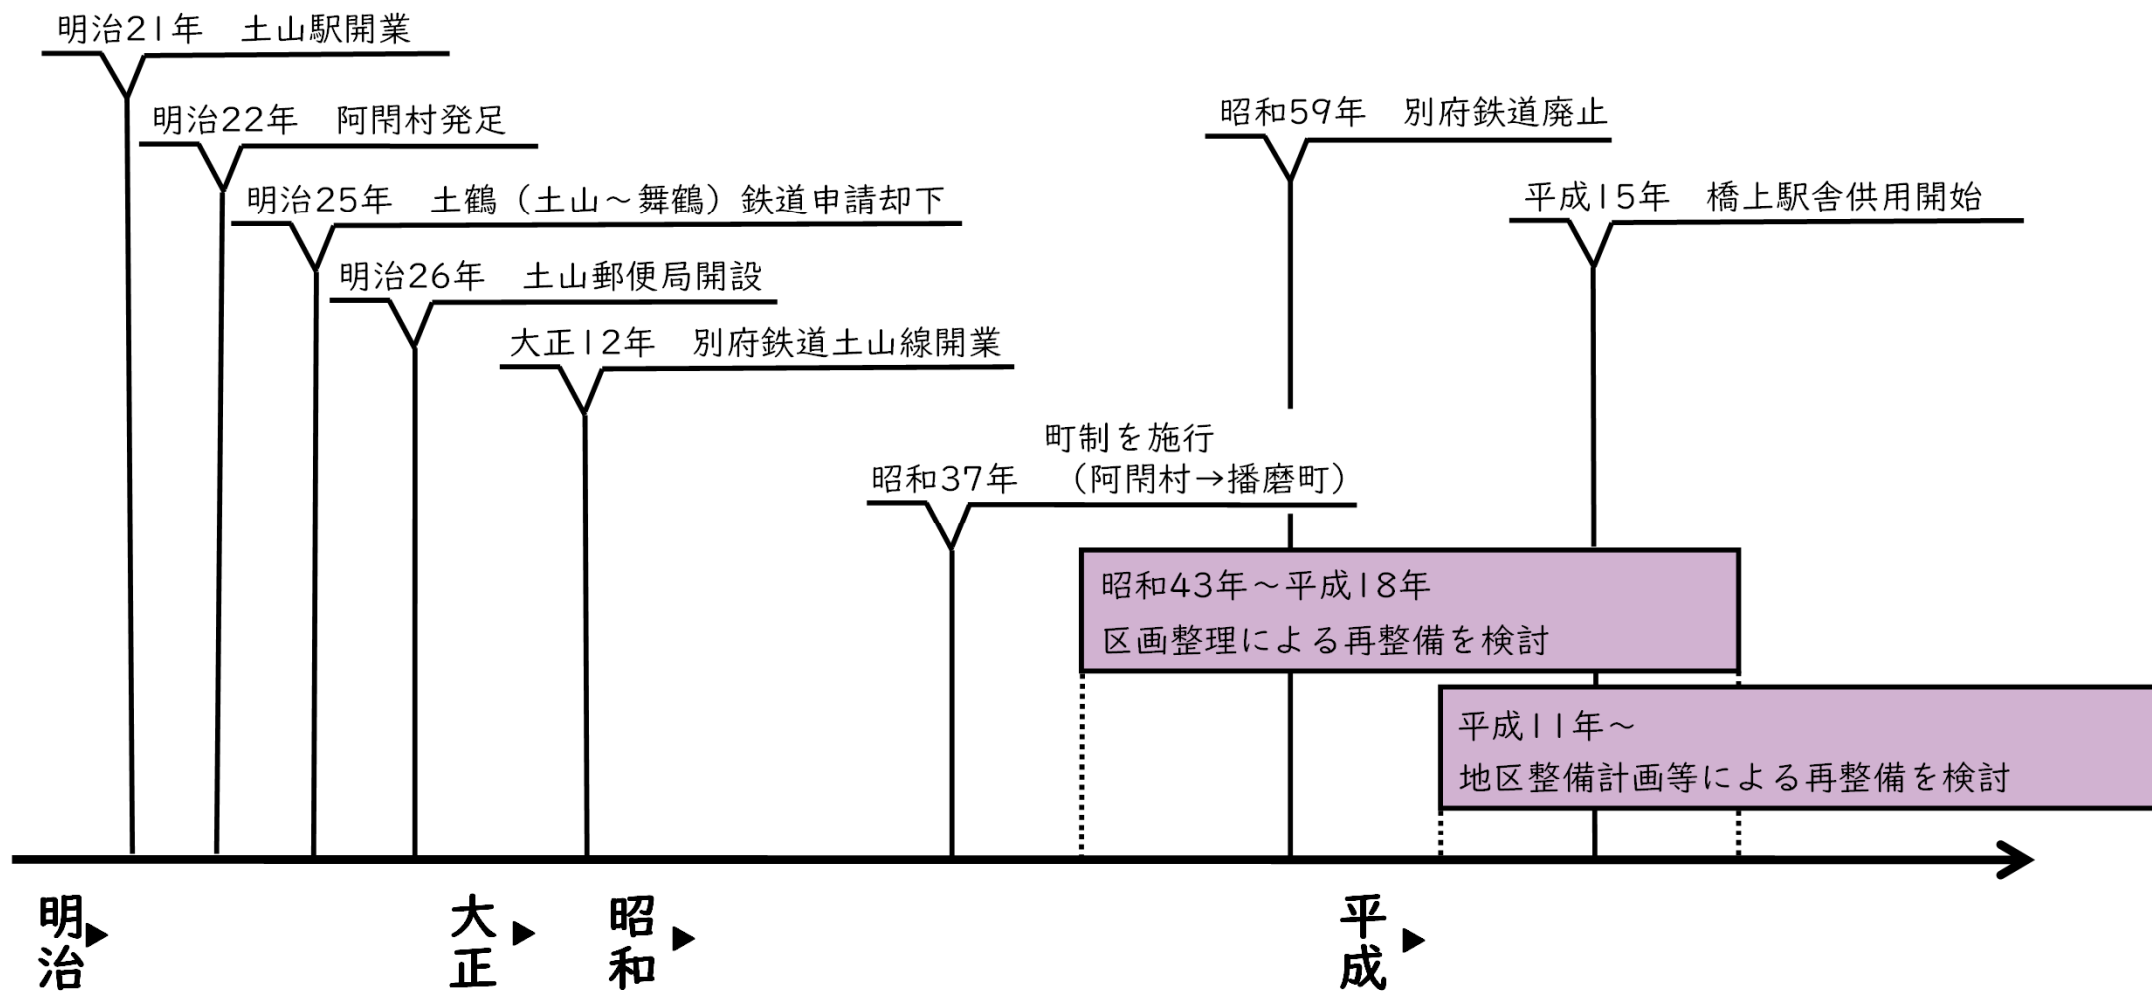 明治21年　土山駅開業
明治22年　阿閇村発足
明治25年　土鶴（土山～舞鶴）鉄道申請却下
明治26年　土山郵便局開設
大正12年　別府鉄道土山線開業
昭和37年　町制を施行
（阿閇村→播磨町）
昭和59年　別府鉄道廃止
平成15年　橋上駅舎供用開始
昭和43年～平成18年
区画整理による再整備を検討
平成11年～
地区整備計画等による再整備を検討
明治
大正
昭和
平成